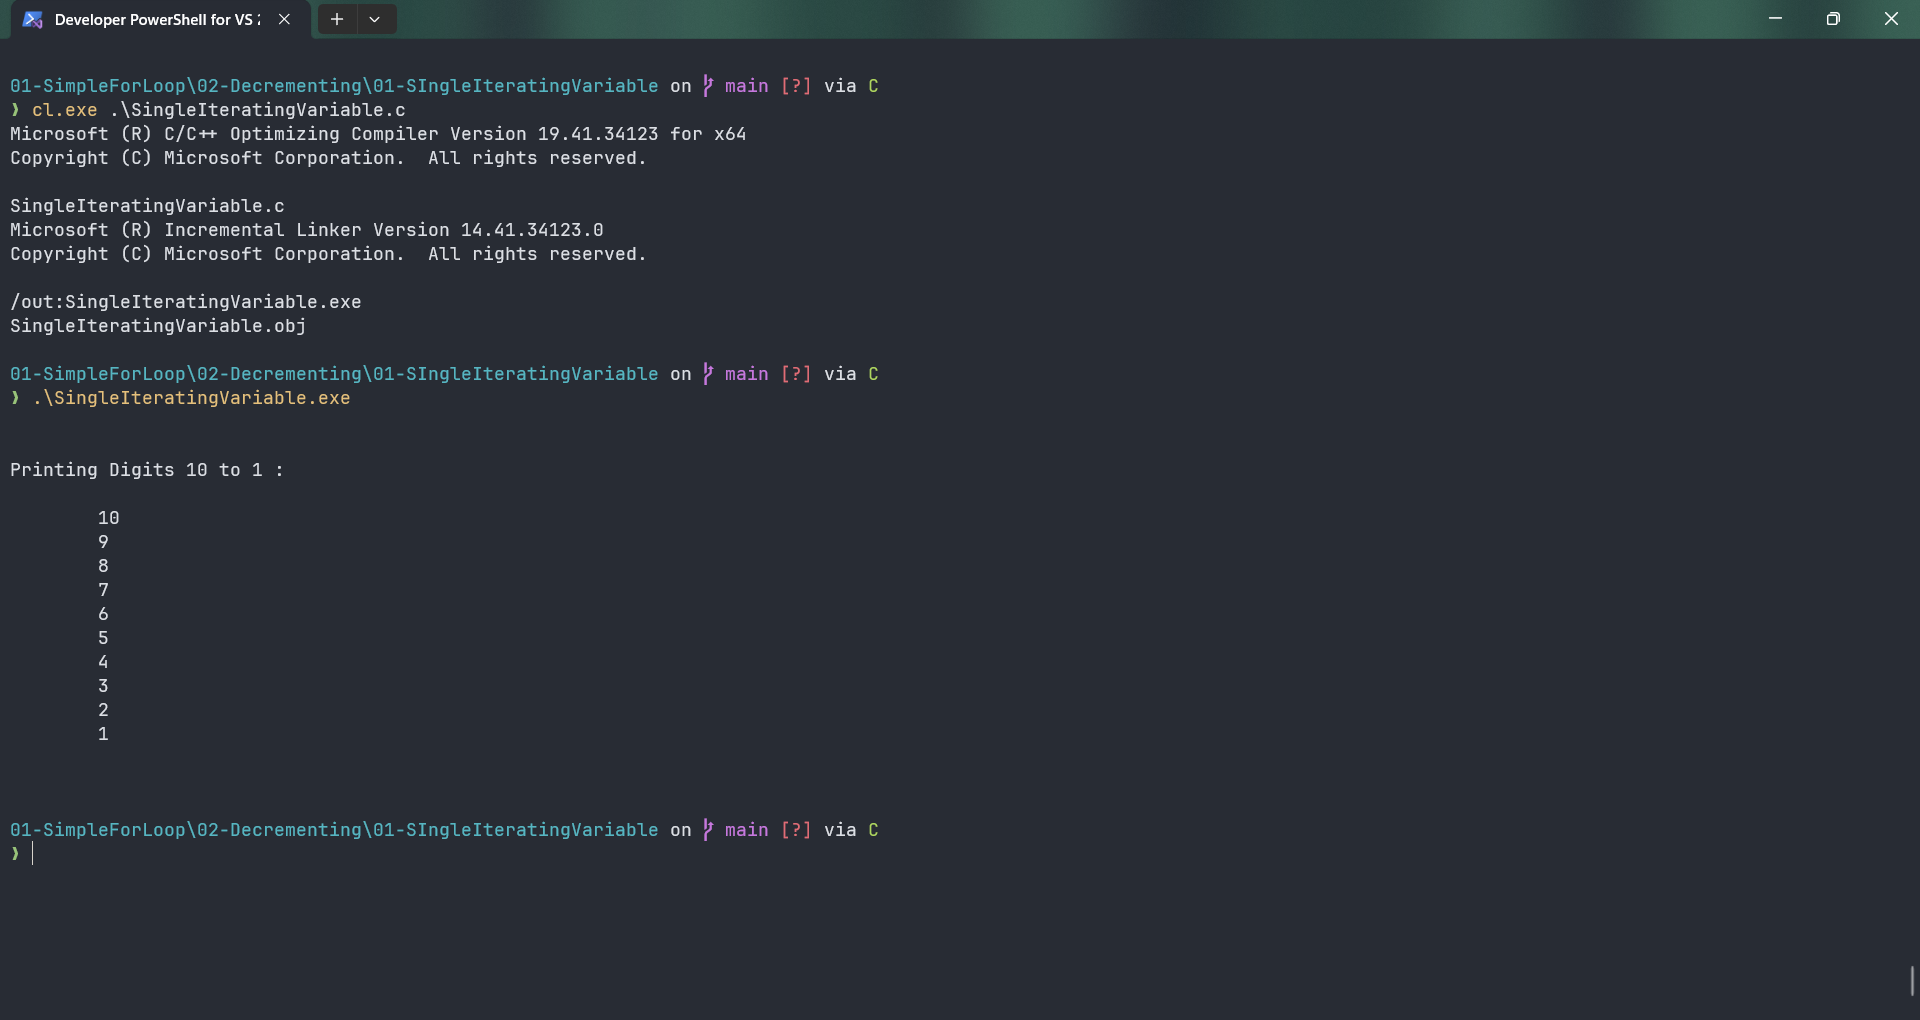 Developer PowerShell for VS 2
01-SimpleForLoop\02-Decrementing\01-SIngleIteratingVariable on main [?] via C
❯ cl.exe .\SingleIteratingVariable.c
Microsoft (R) C/C++ Optimizing Compiler Version 19.41.34123 for x64
Copyright (C) Microsoft Corporation.  All rights reserved.
SingleIteratingVariable.c
Microsoft (R) Incremental Linker Version 14.41.34123.0
Copyright (C) Microsoft Corporation.  All rights reserved.
/out:SingleIteratingVariable.exe
SingleIteratingVariable.obj
01-SimpleForLoop\02-Decrementing\01-SIngleIteratingVariable on main [?] via C
❯ .\SingleIteratingVariable.exe
Printing Digits 10 to 1 :
10
9
8
7
6
5
4
3
2
1
01-SimpleForLoop\02-Decrementing\01-SIngleIteratingVariable on main [?] via C
❯